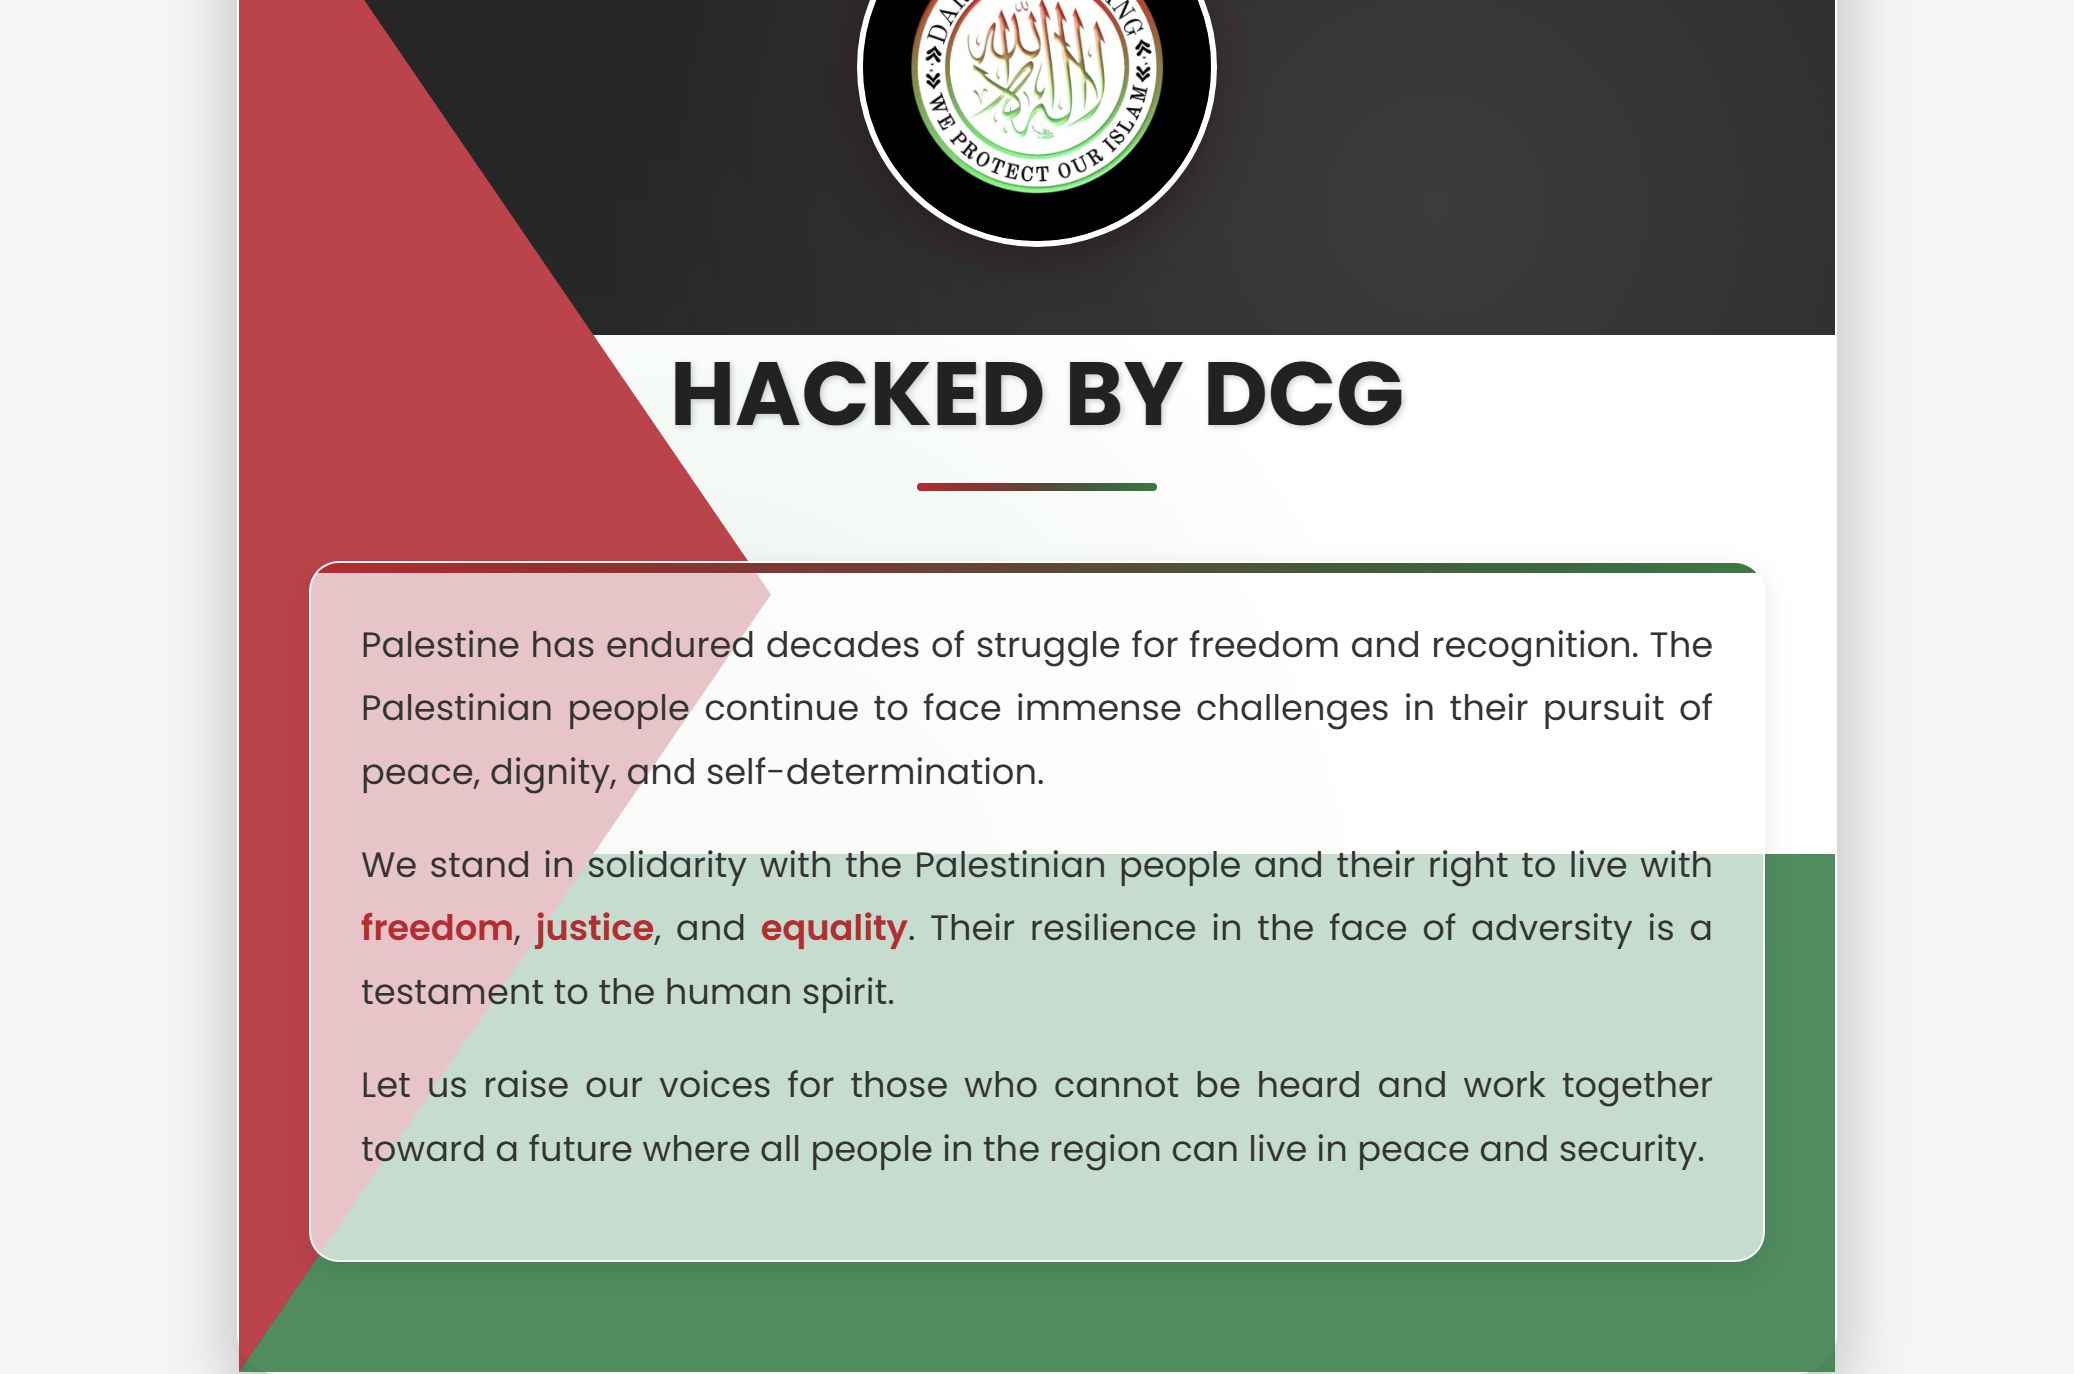 WE PROTECT OUR ISLAM
HACKED BY DCG
Palestine has endured decades of struggle for freedom and recognition. The
Palestinian people continue to face immense challenges in their pursuit of
peace, dignity, and self-determination.
We stand in solidarity with the Palestinian people and their right to live with
freedom, justice, and equality. Their resilience in the face of adversity is a
testament to the human spirit.
Let us raise our voices for those who cannot be heard and work together
toward a future where all people in the region can live in peace and security.